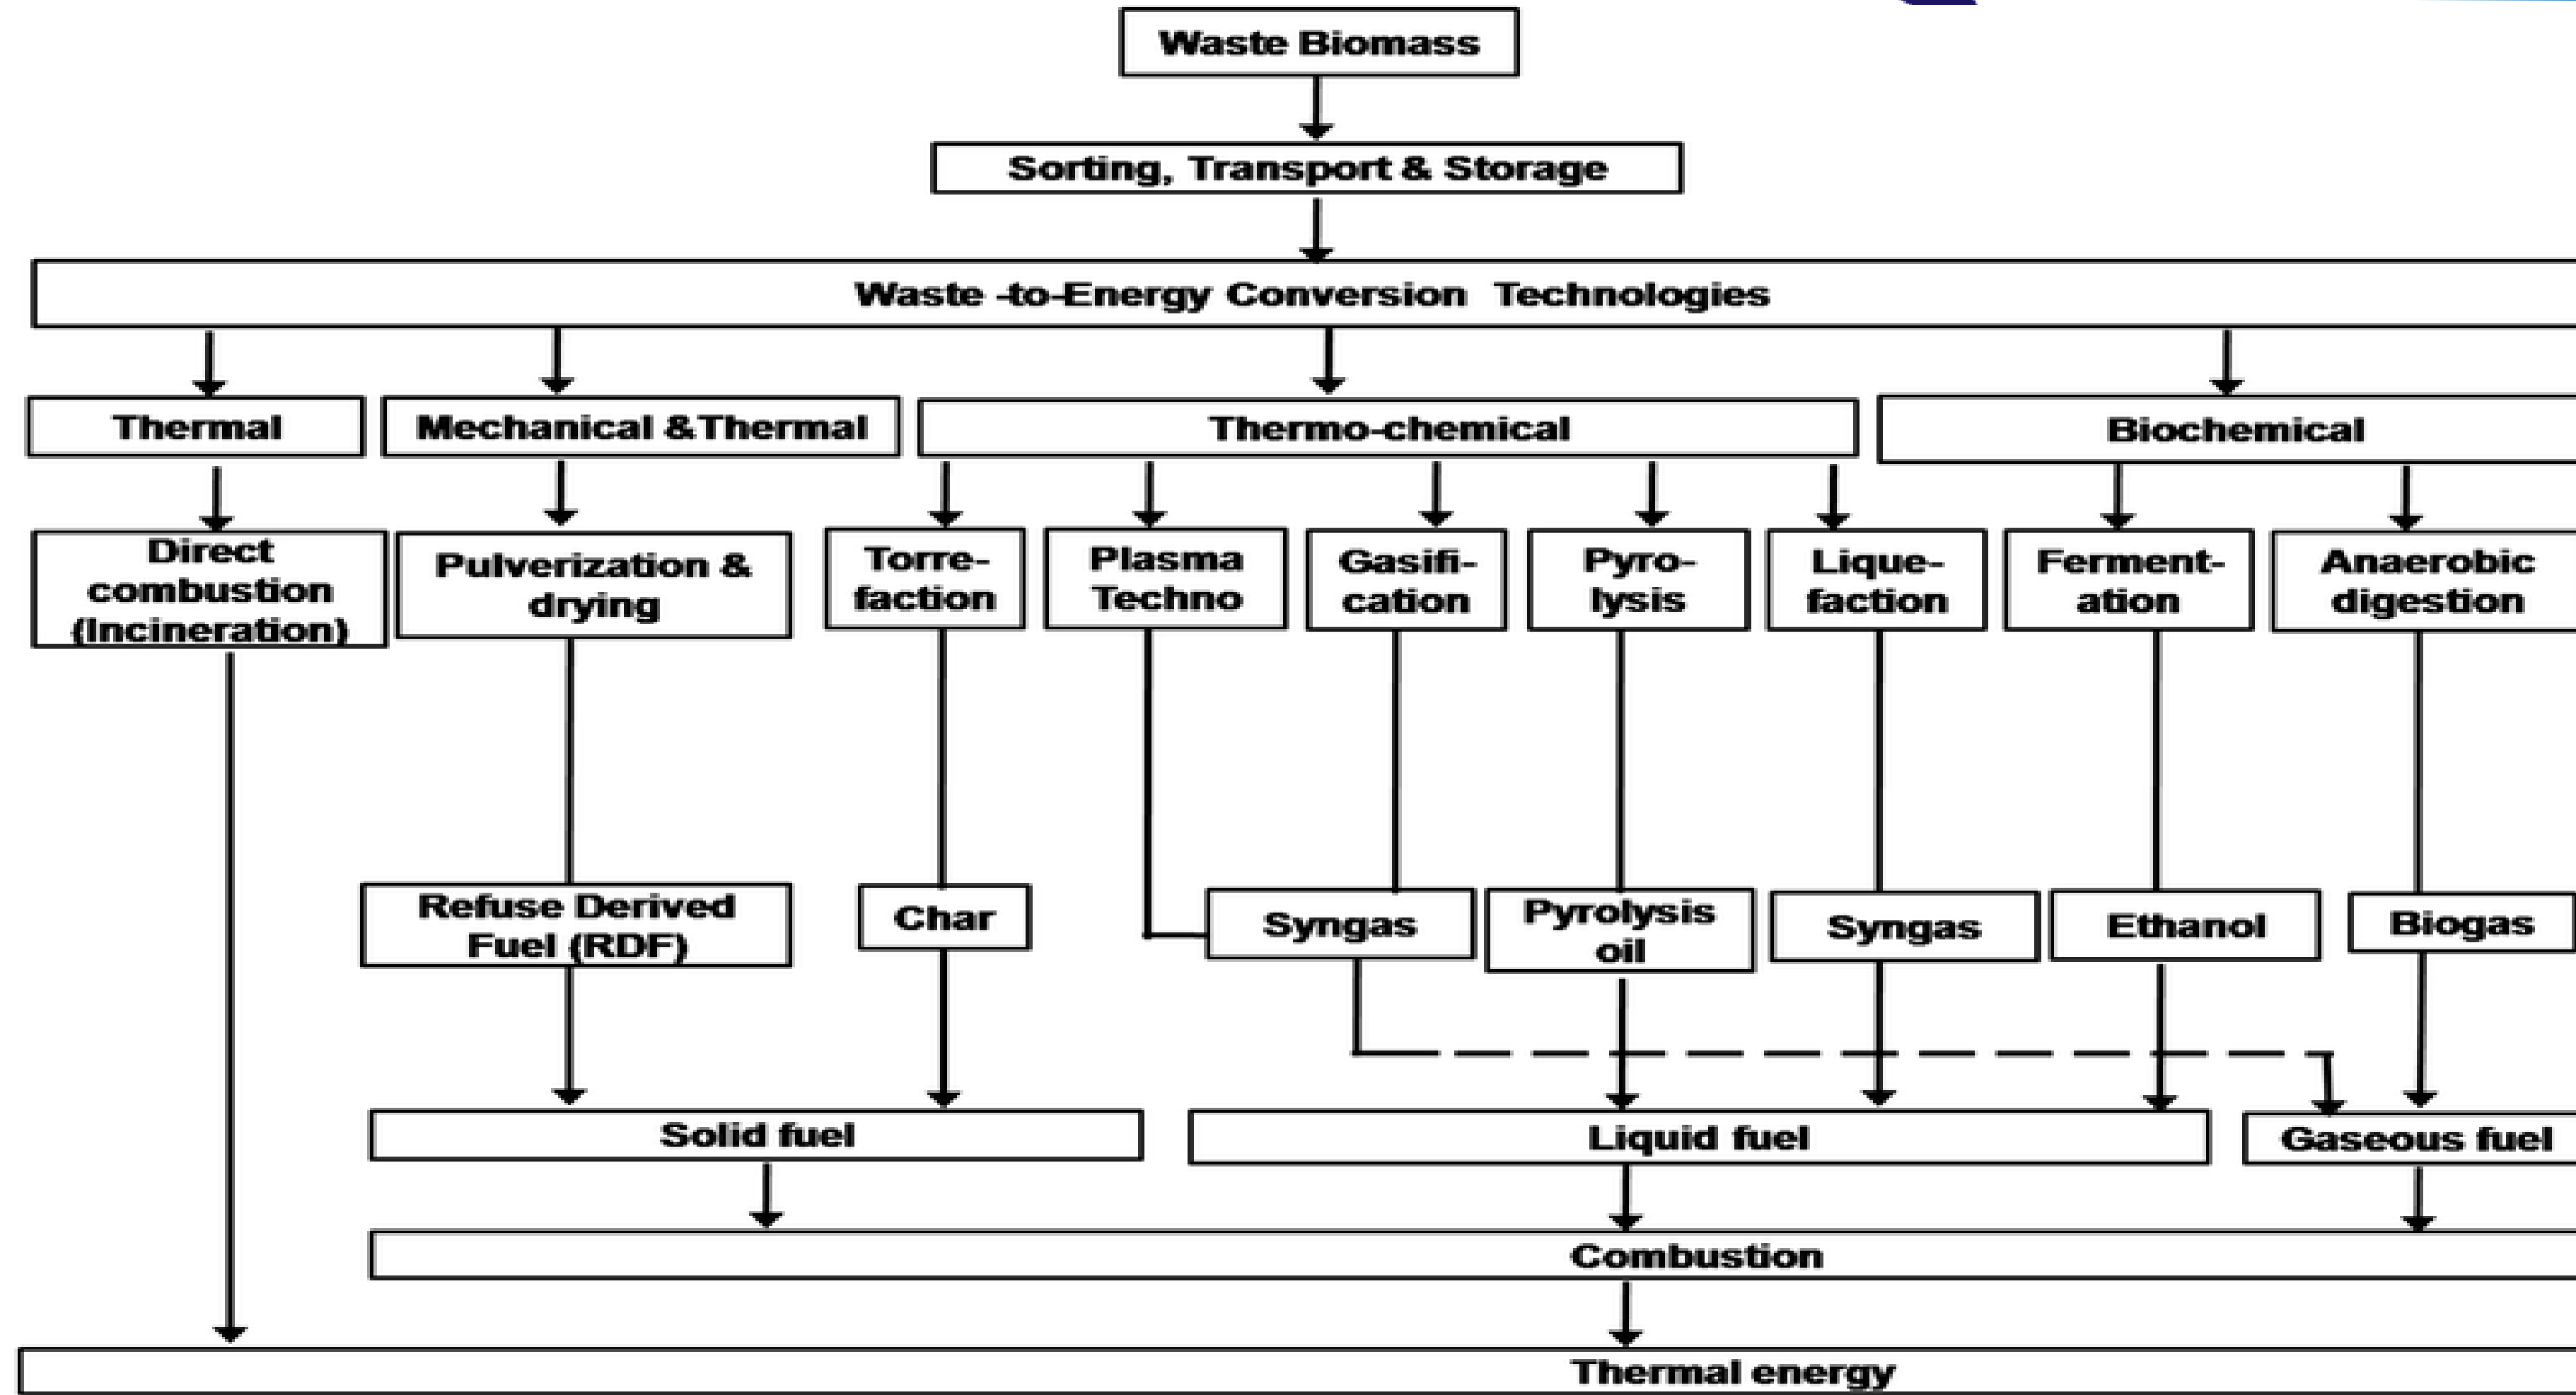 Waste Biomass
Sorting, Transport & Storage
Waste -to-Energy Conversion Technologies
Thermal
Mechanical &Thermal
Thermo-chemical
Biochemical
Direct
combustion
(Incineration)
Pulverization &
drying
Torre-
faction
Plasma
Techno
Gasifi-
cation
Pyro-
lysis
Lique-
faction
Ferment-
ation
Anaerobic
digestion
Refuse Derived
Fuel (RDF)
Char
Syngas
Pyrolysis
oil
Syngas
Ethanol
Biogas
Solid fuel
Liquid fuel
Gaseous fuel
Combustion
Thermal energy